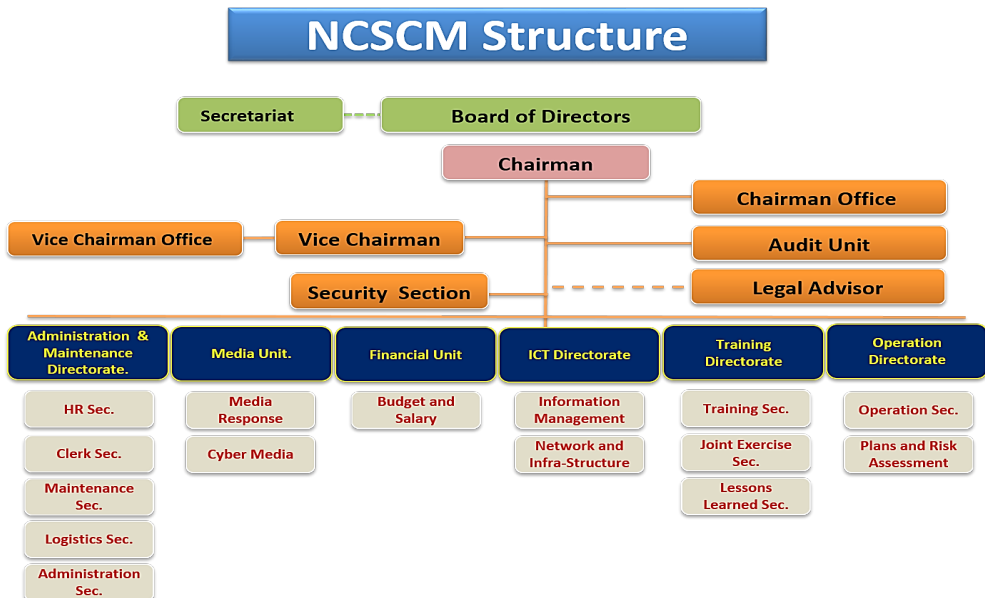 NCSCM Structure
Secretariat
Board of Directors
Chairman
Chairman Office
Vice Chairman Office
Vice Chairman
Audit Unit
Security Section
Legal Advisor
Administration &
Maintenance
Directorate.
Media Unit.
Financial Unit
ICT Directorate
Training
Directorate
Operation
Directorate
HR Sec.
Clerk Sec.
Maintenance
Sec.
Logistics Sec.
Administration
Sec.
Media
Response
Cyber Media
Budget and
Salary
Information
Management
Network and
Infra-Structure
Training Sec.
Joint Exercise
Sec.
Lessons
Learned Sec.
Operation Sec.
Plans and Risk
Assessment